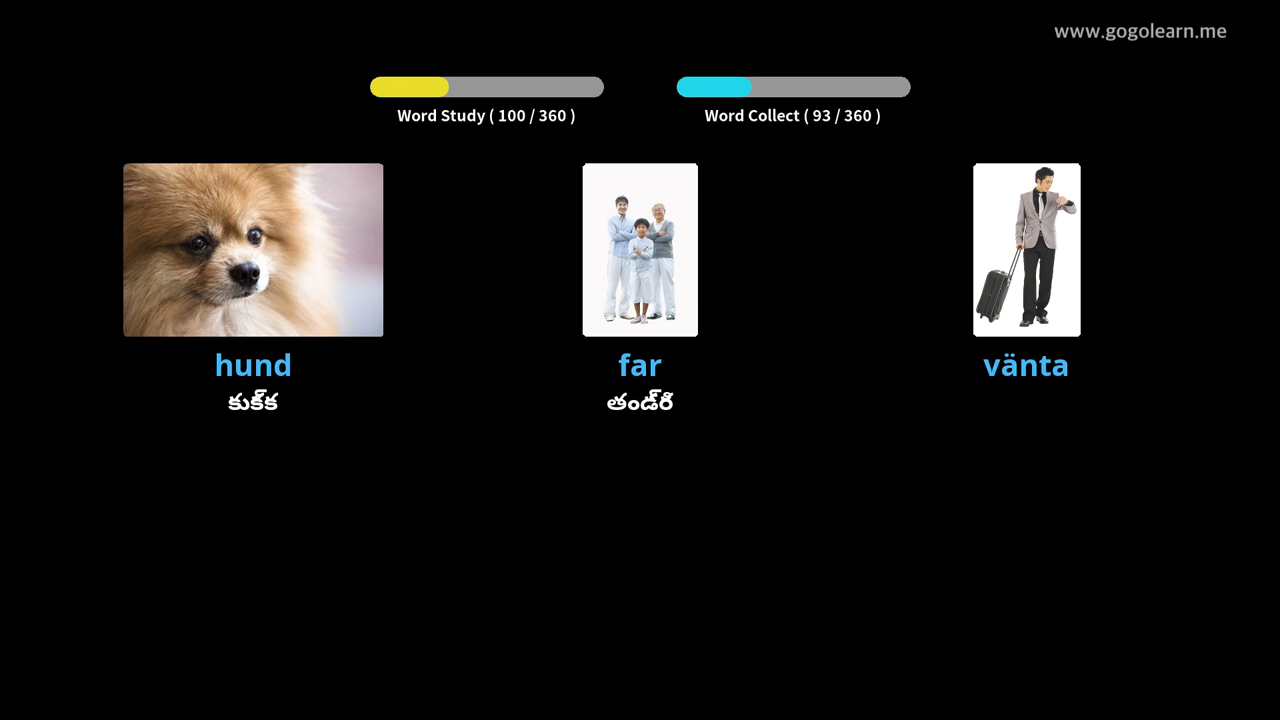 www.gogolearn.me
Word Study ( 100 / 360 )
Word Collect ( 93 / 360 )
hund
కుక్క
far
తండ్రి
vänta